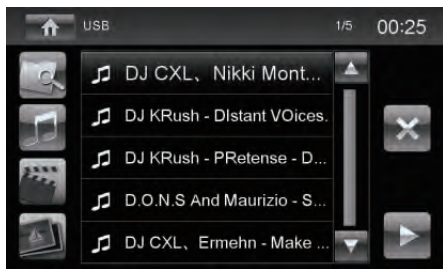 USB 1/5 00:25
DJ CXL、Nikki Mont...
DJ KRush - DIstant VOices.
DJ KRush - PRetense - D...
D.O.N.S And Maurizio - S...
DJ CXL、Ermehn - Make ...